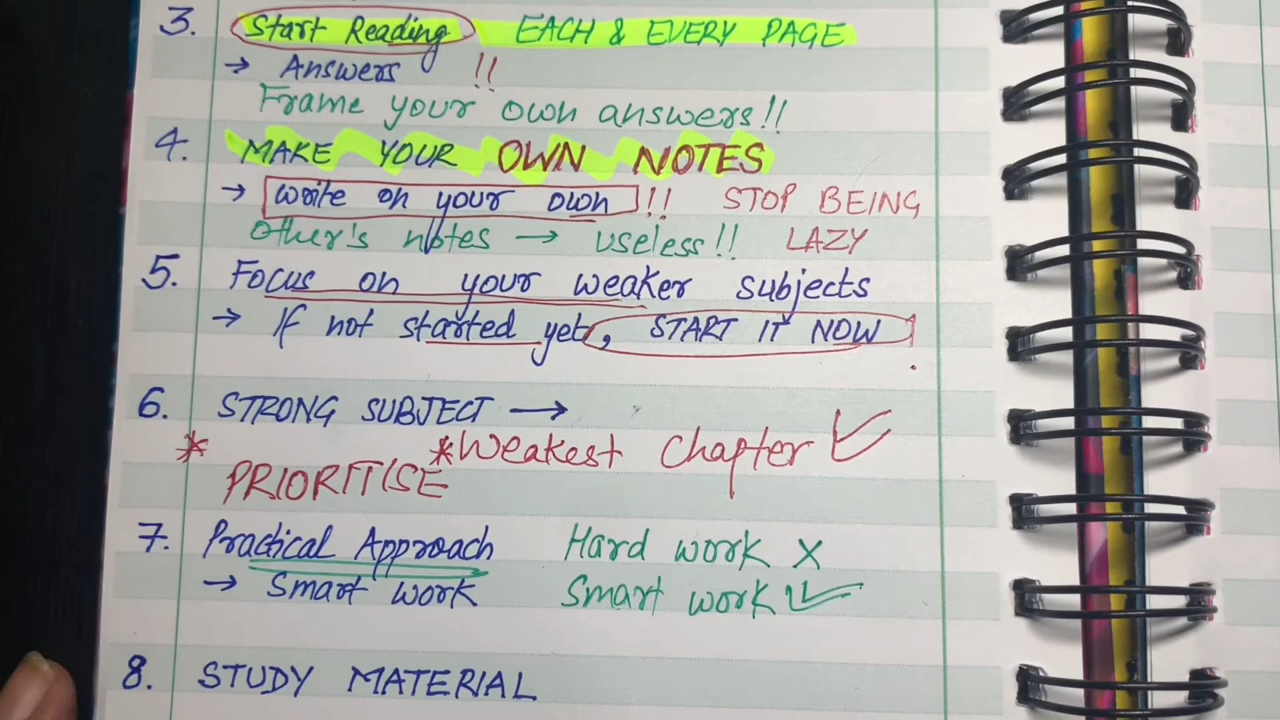 3. Start Reading EACH & EVERY PAGE
→ Answers !!
Frame your own answers!!
4. MAKE YOUR OWN NOTES
→ write on your own !! STOP BEING
Other's notes → useless!! LAZY
5. Focus on your weaker subjects
→ If not started yet, START IT NOW !
6. STRONG SUBJECT →
* *Weakest Chapter ✓
PRIORITISE
7. Practical Approach Hard work X
→ Smart work Smart work ✓
8. STUDY MATERIAL